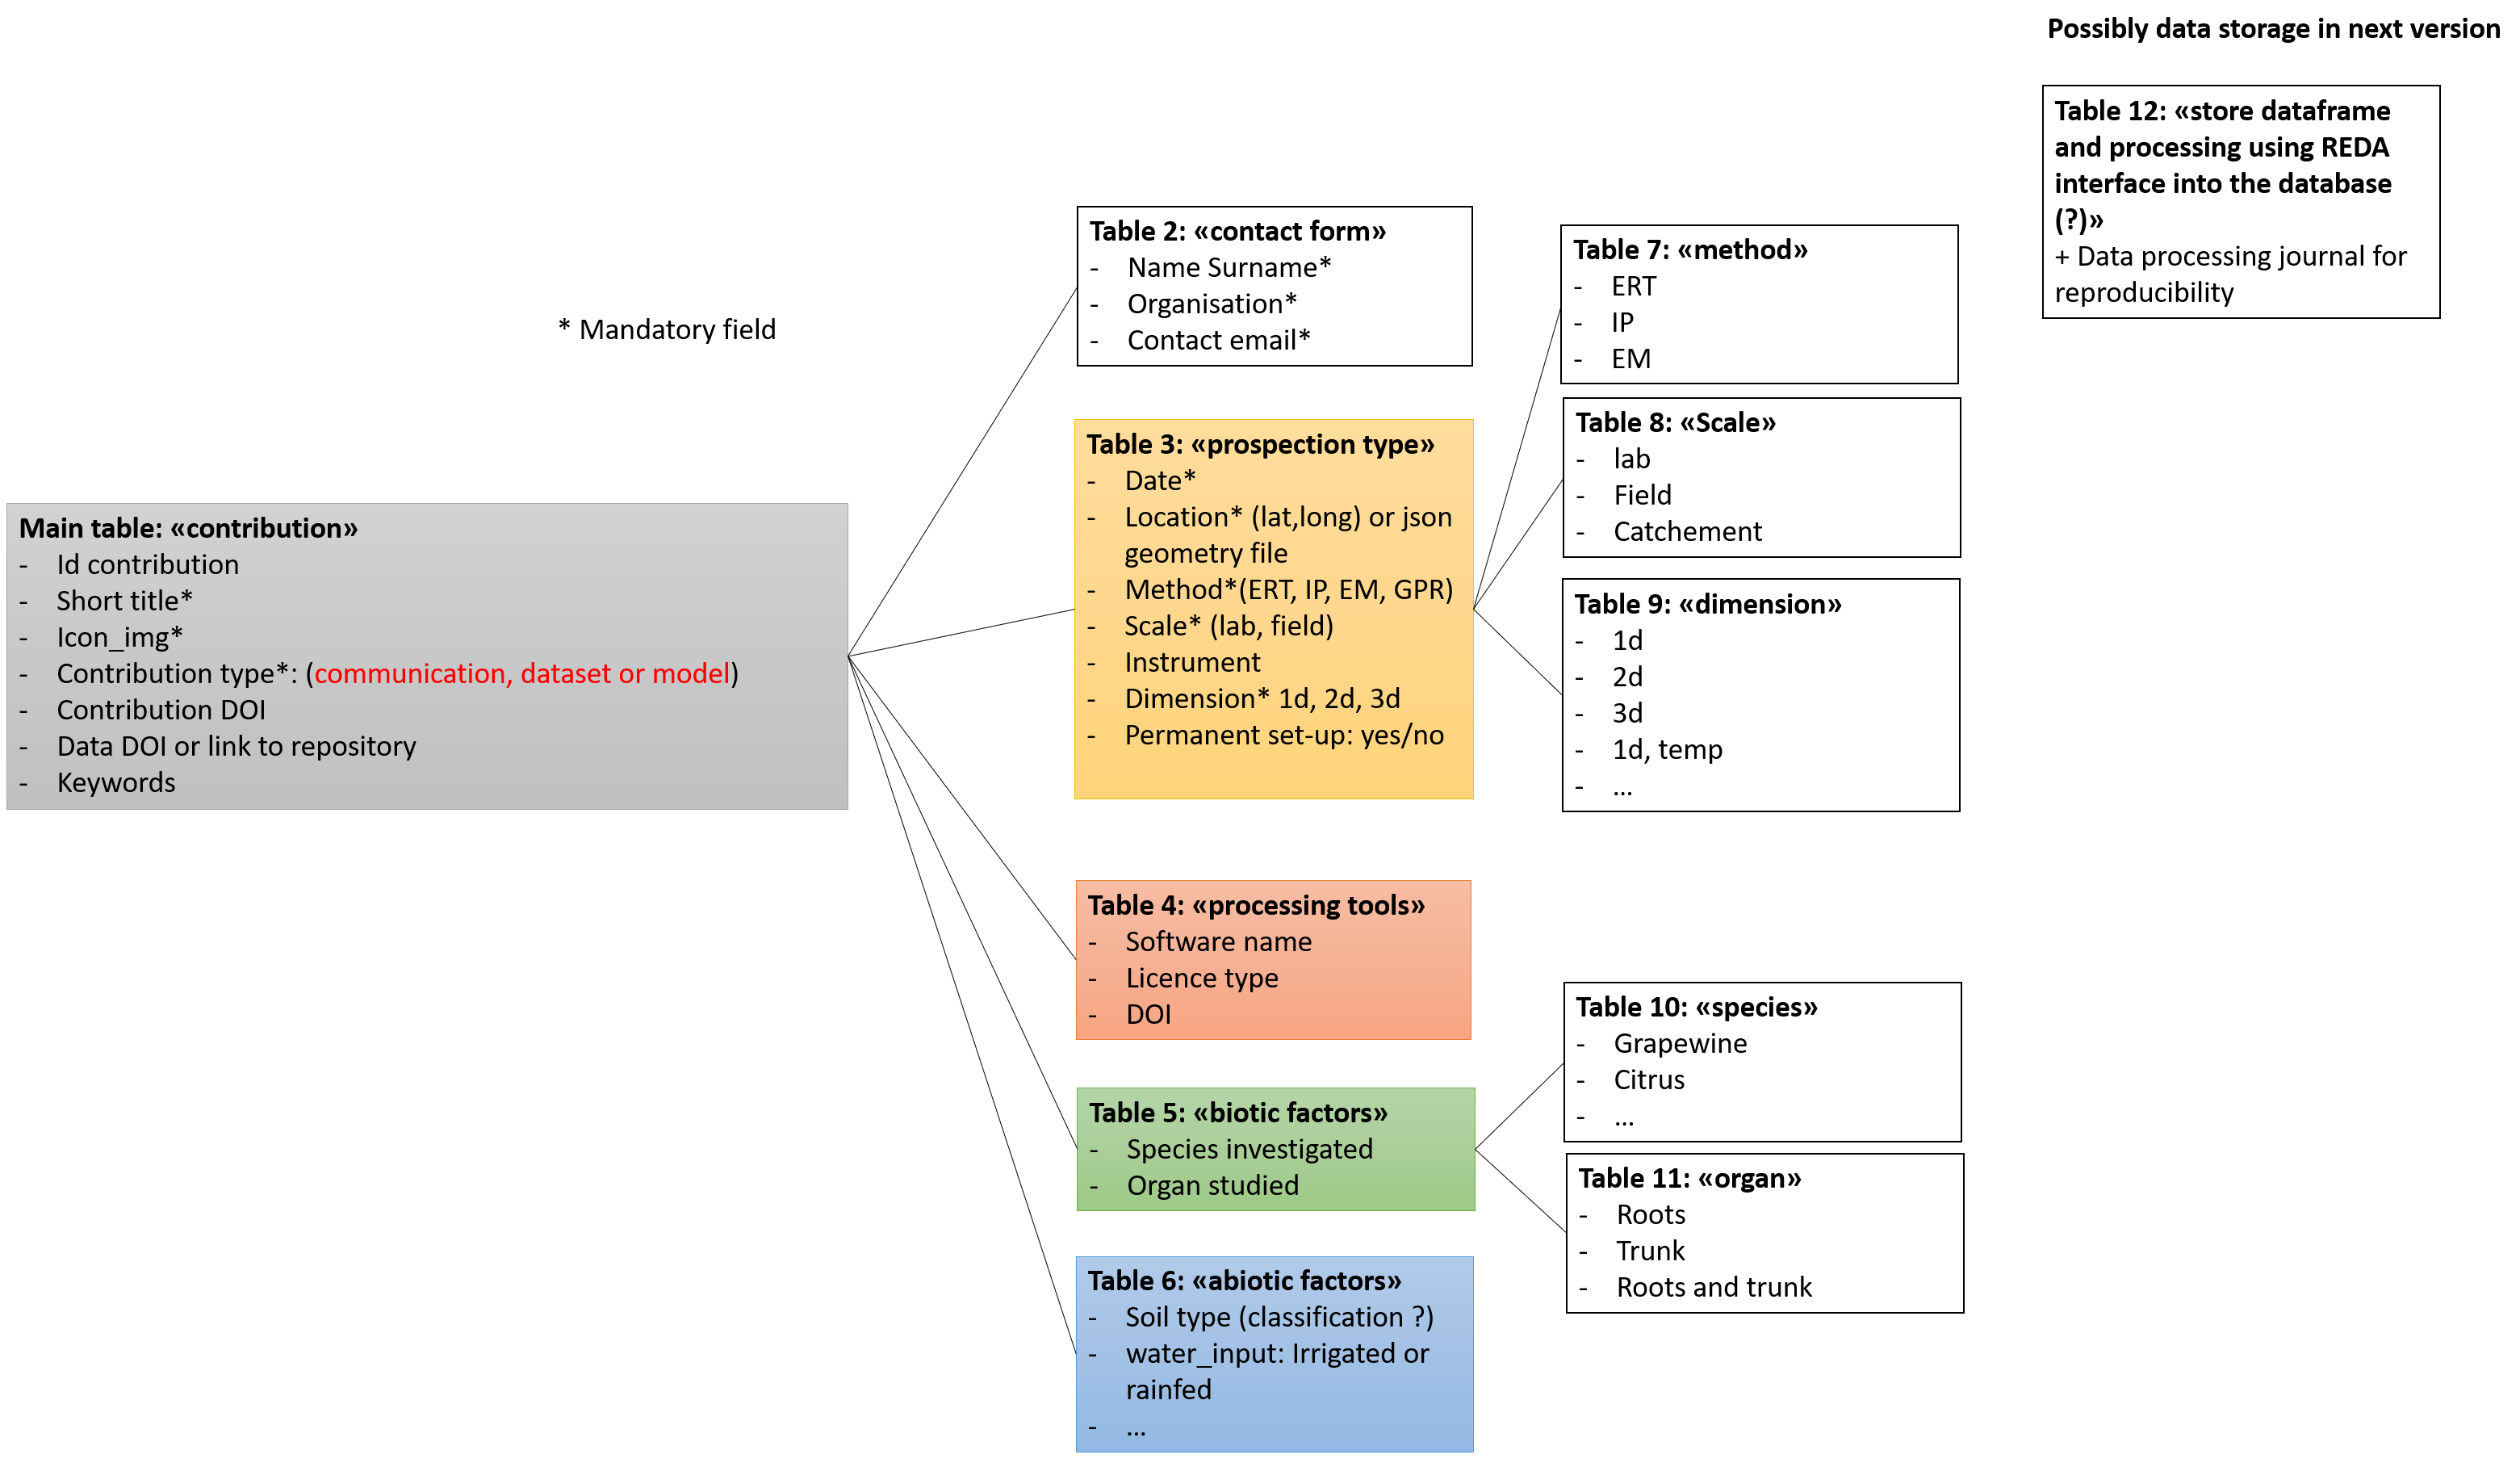 Possibly data storage in next version
Table 12: «store dataframe
and processing using REDA
interface into the database
(?)»
+ Data processing journal for
reproducibility
* Mandatory field
Main table: «contribution»
- Id contribution
- Short title*
- Icon_img*
- Contribution type*: (communication, dataset or model)
- Contribution DOI
- Data DOI or link to repository
- Keywords
Table 2: «contact form»
- Name Surname*
- Organisation*
- Contact email*
Table 3: «prospection type»
- Date*
- Location* (lat,long) or json
geometry file
- Method*(ERT, IP, EM, GPR)
- Scale* (lab, field)
- Instrument
- Dimension* 1d, 2d, 3d
- Permanent set-up: yes/no
Table 4: «processing tools»
- Software name
- Licence type
- DOI
Table 5: «biotic factors»
- Species investigated
- Organ studied
Table 6: «abiotic factors»
- Soil type (classification ?)
- water_input: Irrigated or
rainfed
- ...
Table 7: «method»
- ERT
- IP
- EM
Table 8: «Scale»
- lab
- Field
- Catchement
Table 9: «dimension»
- 1d
- 2d
- 3d
- 1d, temp
- ...
Table 10: «species»
- Grapewine
- Citrus
- ...
Table 11: «organ»
- Roots
- Trunk
- Roots and trunk